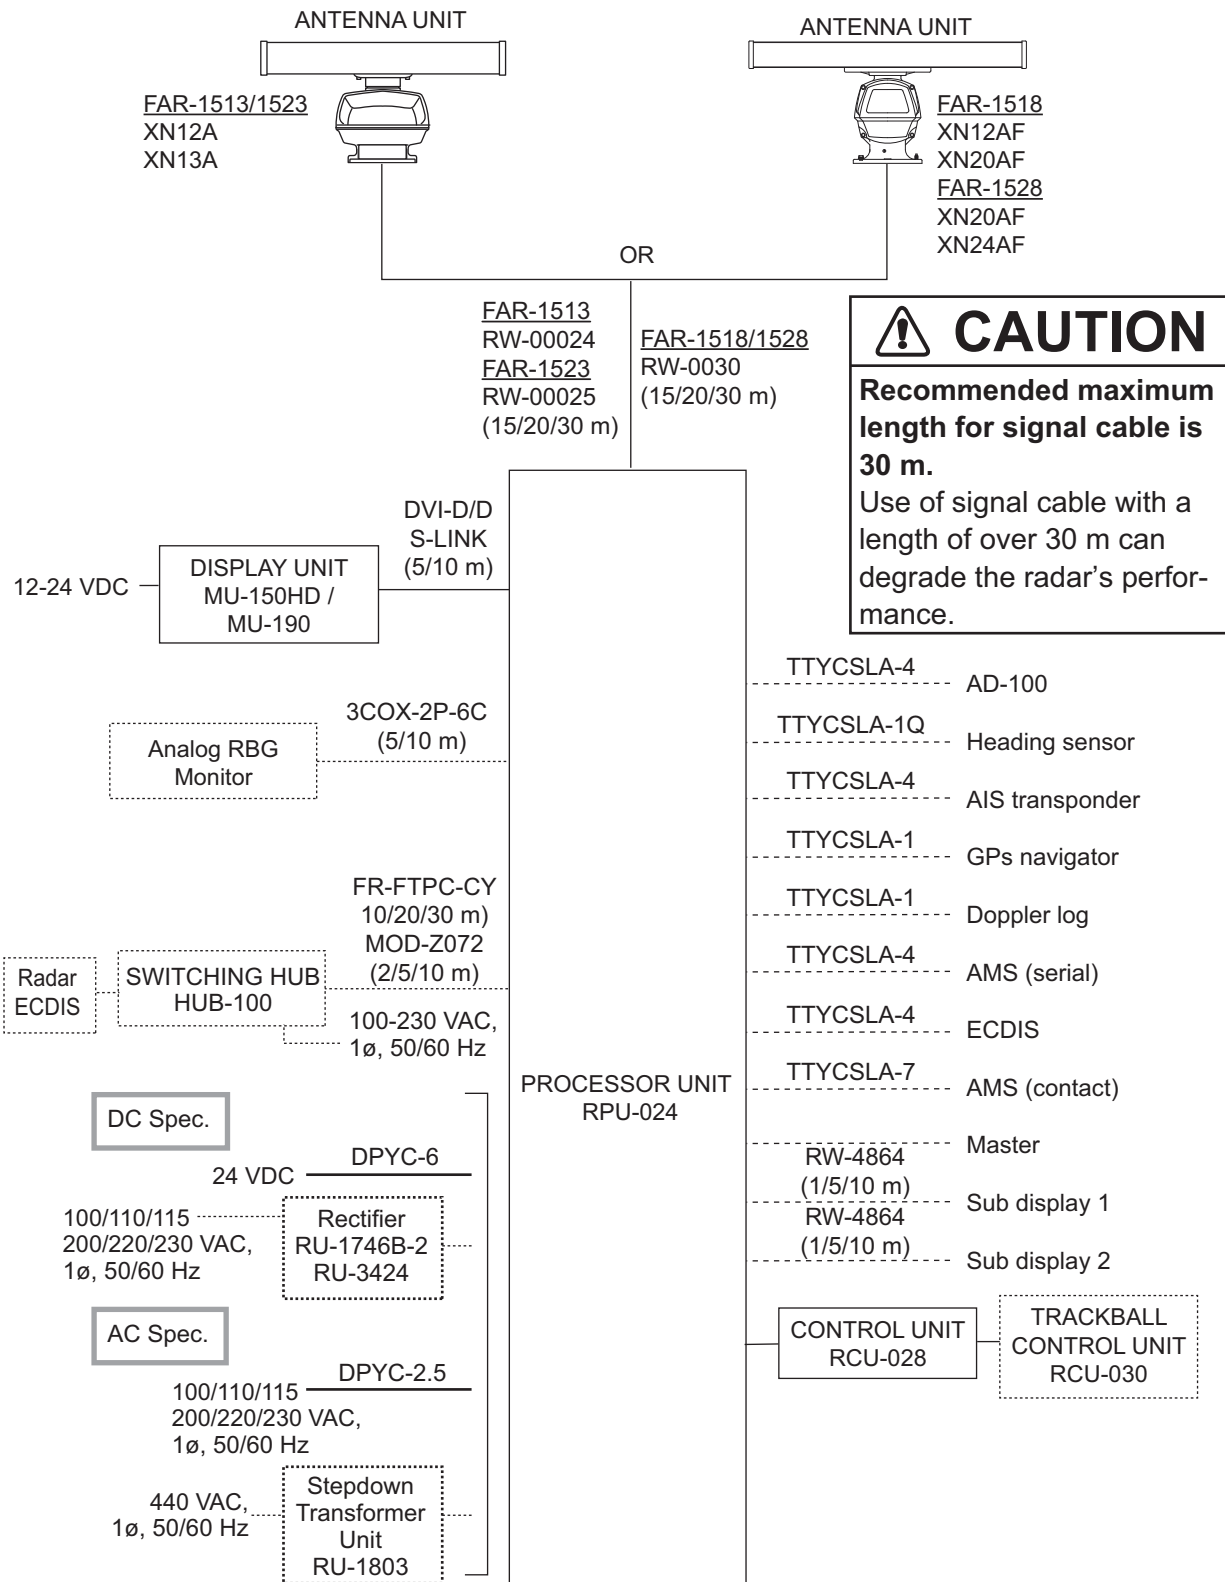 ANTENNA UNIT
ANTENNA UNIT
FAR-1513/1523
XN12A
XN13A
FAR-1518
XN12AF
XN20AF
FAR-1528
XN20AF
XN24AF
OR
FAR-1513
RW-00024
FAR-1523
RW-00025
(15/20/30 m)
FAR-1518/1528
RW-0030
(15/20/30 m)
CAUTION
Recommended maximum
length for signal cable is
30 m.
Use of signal cable with a
length of over 30 m can
degrade the radar's perfor-
mance.
DVI-D/D
S-LINK
(5/10 m)
12-24 VDC
DISPLAY UNIT
MU-150HD /
MU-190
3COX-2P-6C
(5/10 m)
Analog RBG
Monitor
FR-FTPC-CY
10/20/30 m)
MOD-Z072
(2/5/10 m)
Radar
ECDIS
SWITCHING HUB
HUB-100
100-230 VAC,
1ø, 50/60 Hz
PROCESSOR UNIT
RPU-024
DC Spec.
24 VDC
DPYC-6
100/110/115
200/220/230 VAC,
1ø, 50/60 Hz
Rectifier
RU-1746B-2
RU-3424
AC Spec.
DPYC-2.5
100/110/115
200/220/230 VAC,
1ø, 50/60 Hz
440 VAC,
1ø, 50/60 Hz
Stepdown
Transformer
Unit
RU-1803
TTYCSLA-4
AD-100
TTYCSLA-1Q
Heading sensor
TTYCSLA-4
AIS transponder
TTYCSLA-1
GPs navigator
TTYCSLA-1
Doppler log
TTYCSLA-4
AMS (serial)
TTYCSLA-4
ECDIS
TTYCSLA-7
AMS (contact)
Master
RW-4864
(1/5/10 m)
Sub display 1
RW-4864
(1/5/10 m)
Sub display 2
CONTROL UNIT
RCU-028
TRACKBALL
CONTROL UNIT
RCU-030